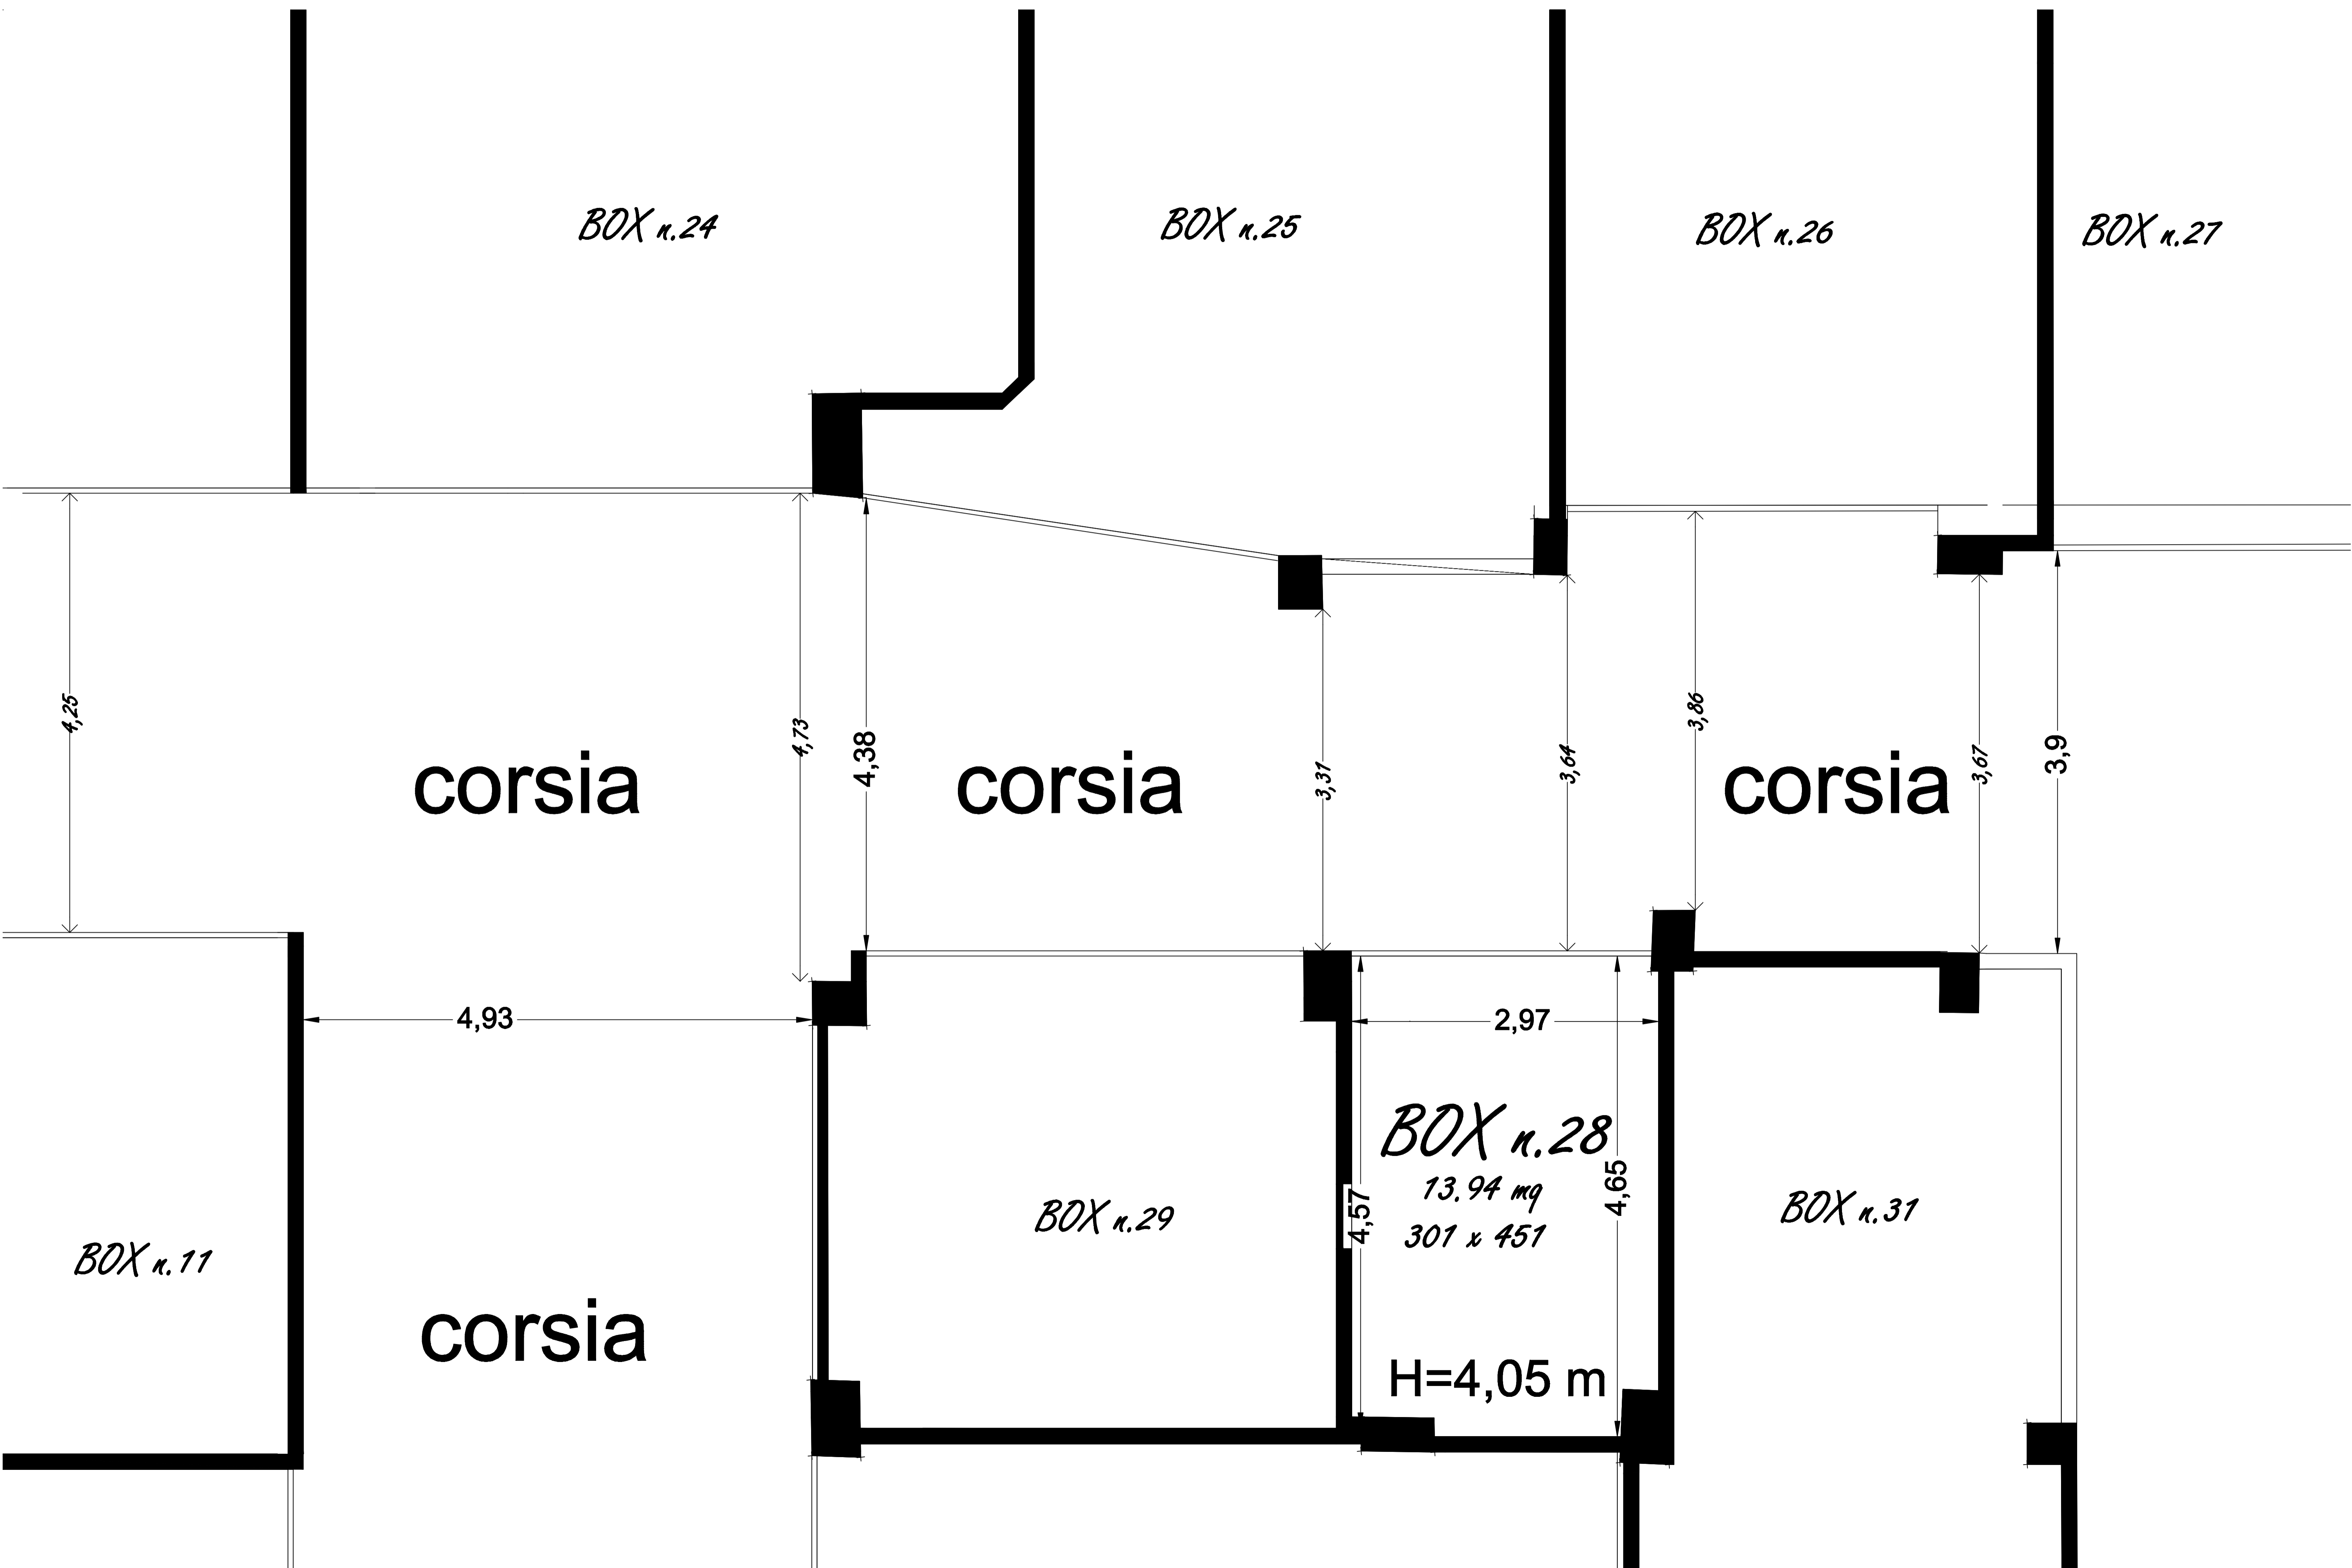 BOX n.24
BOX n.25
BOX n.26
BOX n.27
4,25
4,73
4,38
3,31
3,64
3,86
3,67
3,9
corsia
corsia
corsia
4,93
2,97
BOX n.28
13.94 mq
301 x 451
4,57
4,65
BOX n.29
BOX n.31
BOX n.11
corsia
H=4,05 m